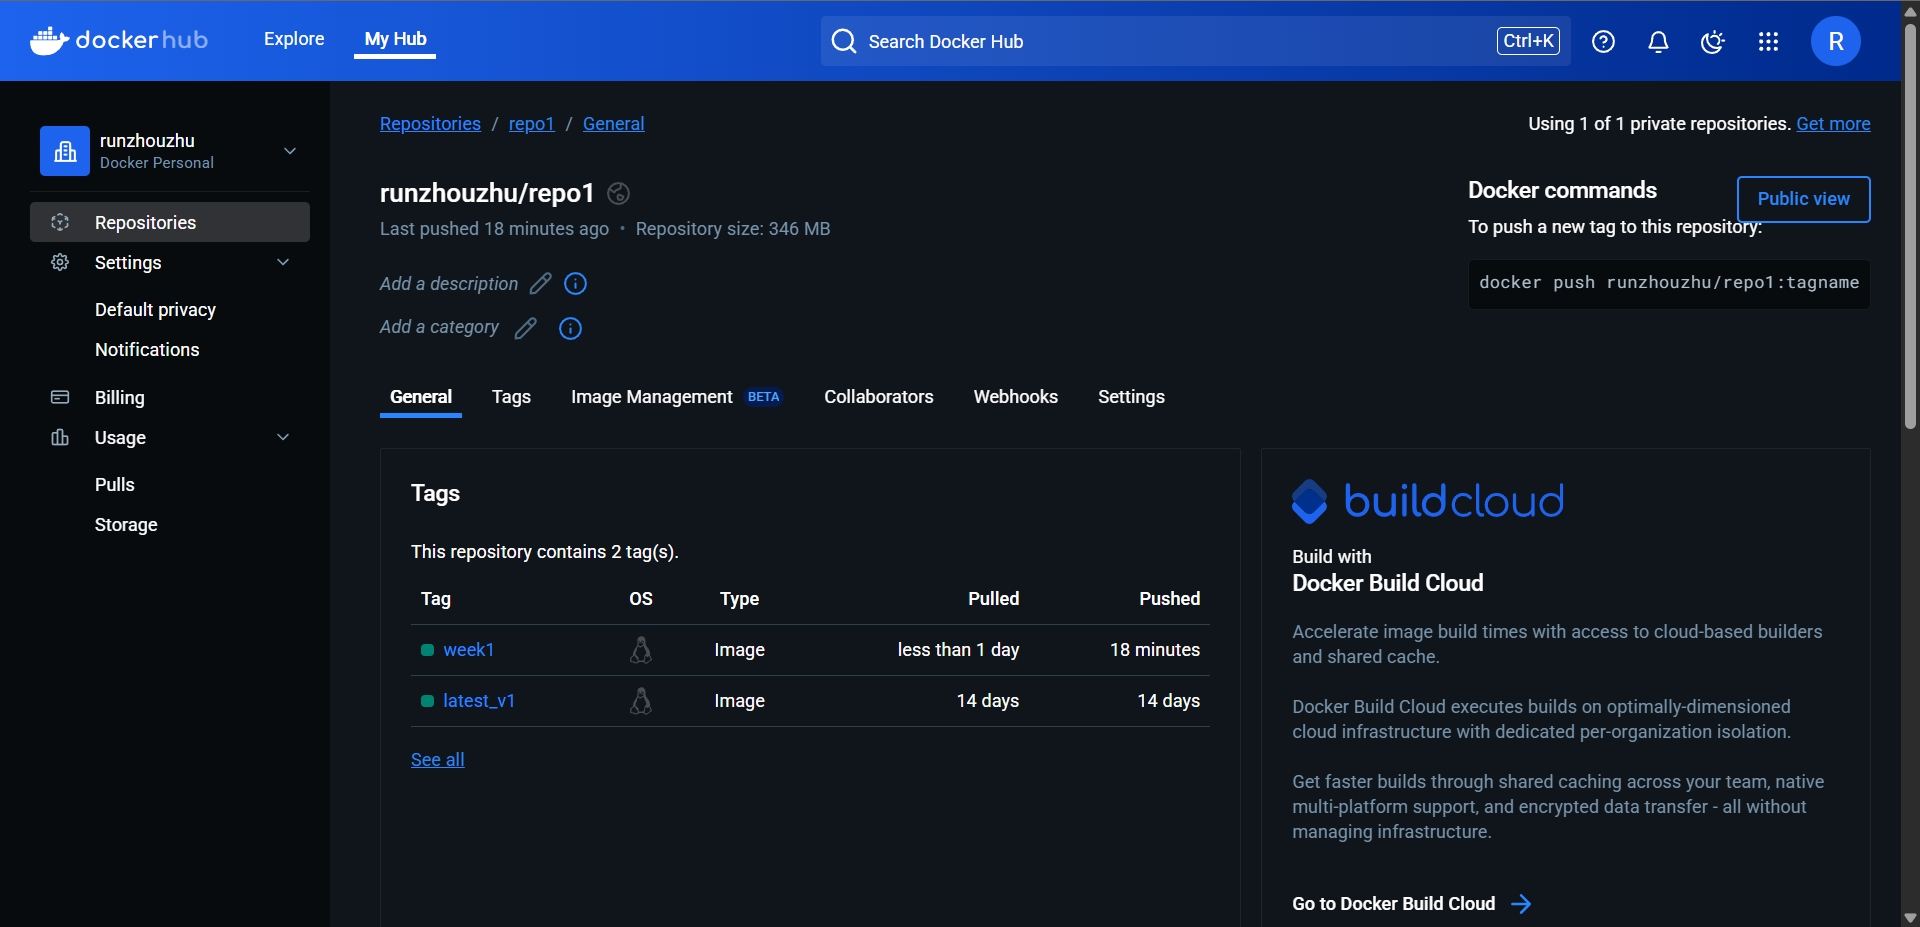 dockerhub
Explore
My Hub
Search Docker Hub
Ctrl+K
R
runzhouzhu
Docker Personal
Repositories
Settings
Default privacy
Notifications
Billing
Usage
Pulls
Storage
Repositories / repo1 / General
Using 1 of 1 private repositories. Get more
runzhouzhu/repo1
Last pushed 18 minutes ago • Repository size: 346 MB
Add a description
Add a category
Docker commands
Public view
To push a new tag to this repository:
docker push runzhouzhu/repo1:tagname
General Tags Image Management BETA Collaborators Webhooks Settings
Tags
This repository contains 2 tag(s).
Tag OS Type Pulled Pushed
week1 Image less than 1 day 18 minutes
latest_v1 Image 14 days 14 days
See all
buildcloud
Build with
Docker Build Cloud
Accelerate image build times with access to cloud-based builders
and shared cache.
Docker Build Cloud executes builds on optimally-dimensioned
cloud infrastructure with dedicated per-organization isolation.
Get faster builds through shared caching across your team, native
multi-platform support, and encrypted data transfer - all without
managing infrastructure.
Go to Docker Build Cloud